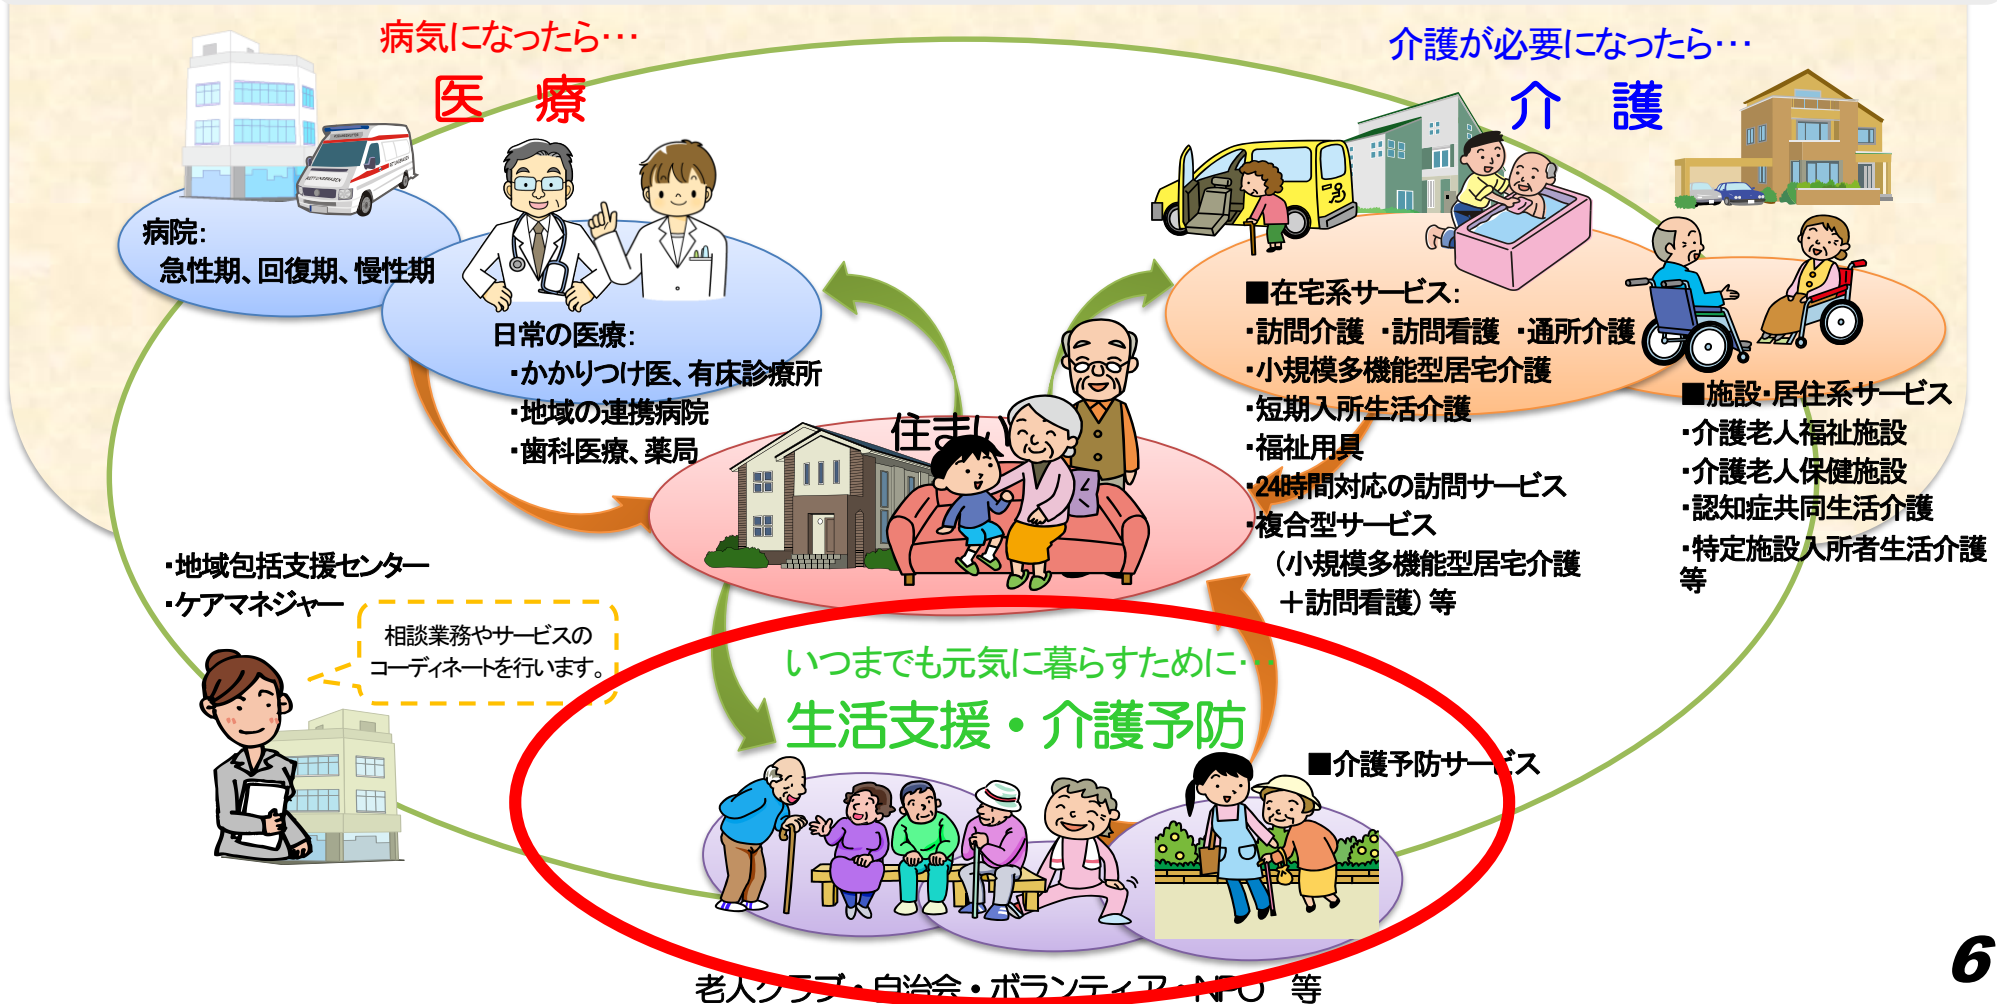 病気になったら…
医　療
介護が必要になったら…
介　護
病院:
急性期、回復期、慢性期
日常の医療:
・かかりつけ医、有床診療所
・地域の連携病院
・歯科医療、薬局
住まい
■在宅系サービス:
・訪問介護　・訪問看護　・通所介護
・小規模多機能型居宅介護
・短期入所生活介護
・福祉用具
・24時間対応の訪問サービス
・複合型サービス
（小規模多機能型居宅介護
＋訪問看護）等
■施設・居住系サービス
・介護老人福祉施設
・介護老人保健施設
・認知症共同生活介護
・特定施設入所者生活介護
等
・地域包括支援センター
・ケアマネジャー
相談業務やサービスの
コーディネートを行います。
いつまでも元気に暮らすために…
生活支援・介護予防
■介護予防サービス
老人クラブ・自治会・ボランティア・NPO　等
6